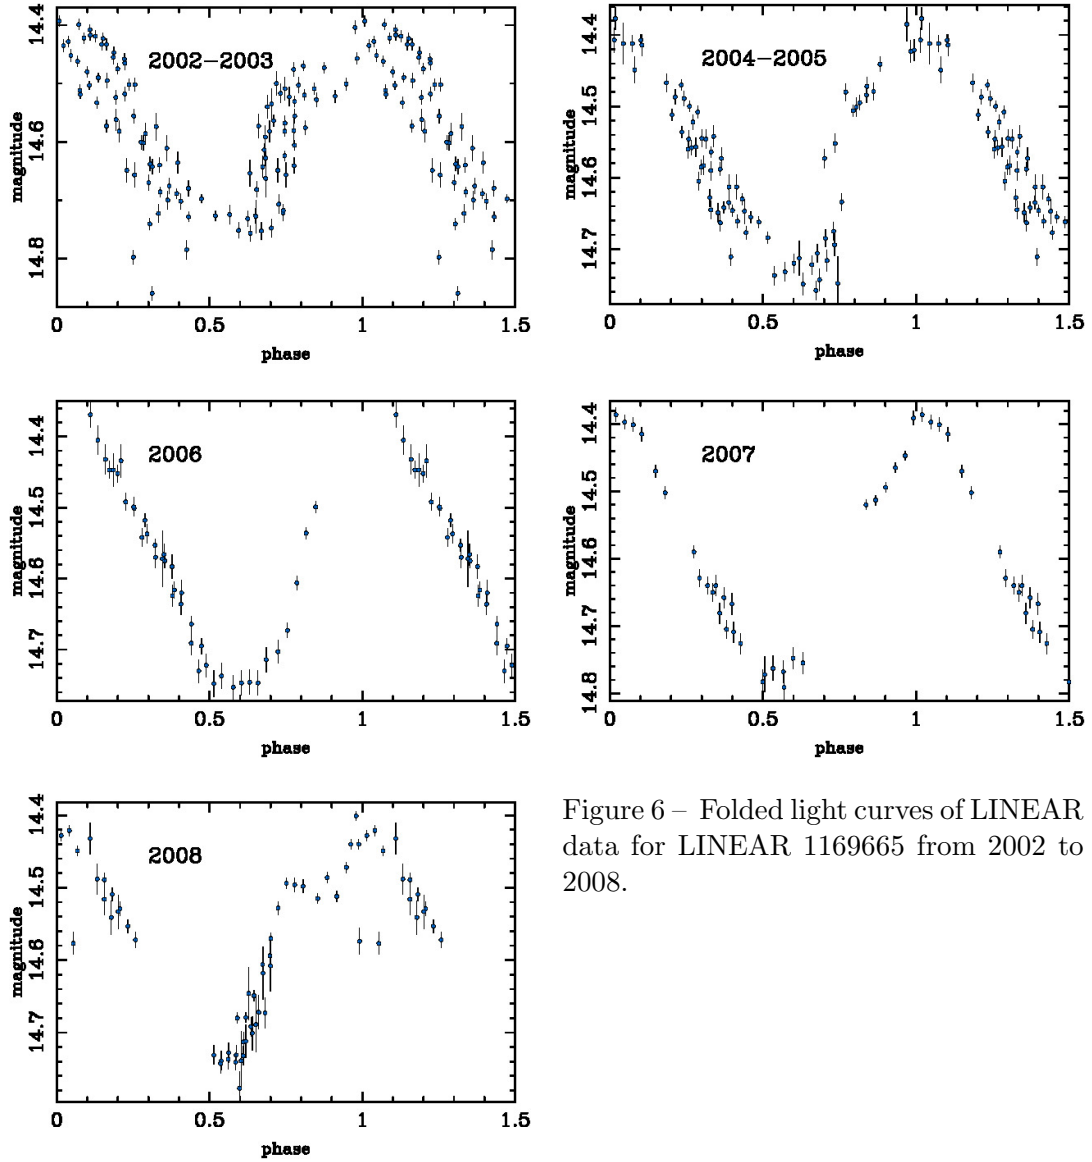 14.4
14.6
14.8
magnitude
2002−2003
0 0.5 1 1.5
phase
14.4
14.5
14.6
14.7
magnitude
2004−2005
0 0.5 1 1.5
phase
14.4
14.5
14.6
14.7
magnitude
2006
0 0.5 1 1.5
phase
14.4
14.5
14.6
14.7
14.8
magnitude
2007
0 0.5 1 1.5
phase
14.4
14.5
14.6
14.7
magnitude
2008
0 0.5 1 1.5
phase
Figure 6 – Folded light curves of LINEAR
data for LINEAR 1169665 from 2002 to
2008.